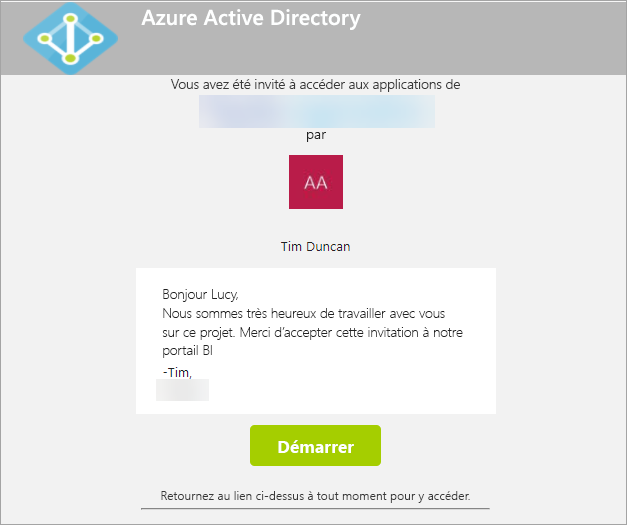 Azure Active Directory
Vous avez été invité à accéder aux applications de
par
AA
Tim Duncan
Bonjour Lucy,
Nous sommes très heureux de travailler avec vous
sur ce projet. Merci d’accepter cette invitation à notre
portail BI
-Tim,
Démarrer
Retournez au lien ci-dessus à tout moment pour y accéder.